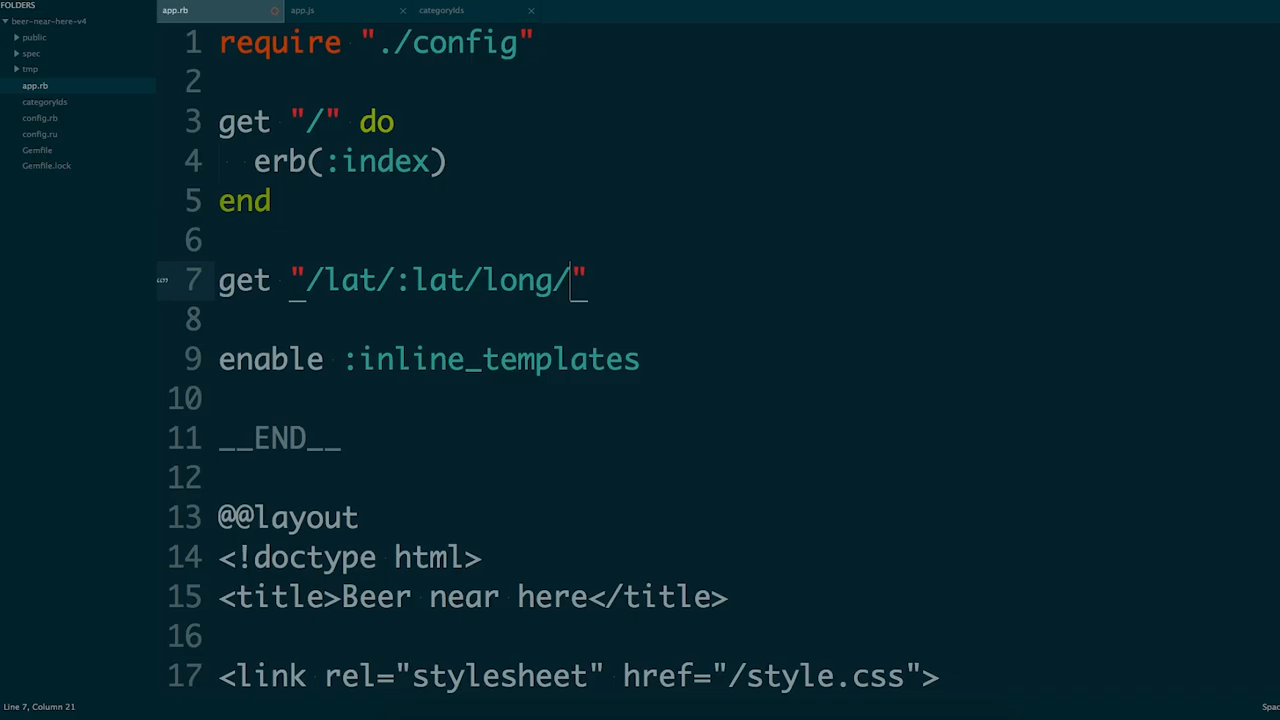 FOLDERS
beer-near-here-v4
public
spec
tmp
app.rb
categoryIds
config.rb
config.ru
Gemfile
Gemfile.lock
app.rb
app.js
categoryIds
1 require "./config"
2
3 get "/" do
4 erb(:index)
5 end
6
7 get "/lat/:lat/long/"
8
9 enable :inline_templates
10
11 __END__
12
13 @@layout
14 <!doctype html>
15 <title>Beer near here</title>
16
17 <link rel="stylesheet" href="/style.css">
Line 7, Column 21